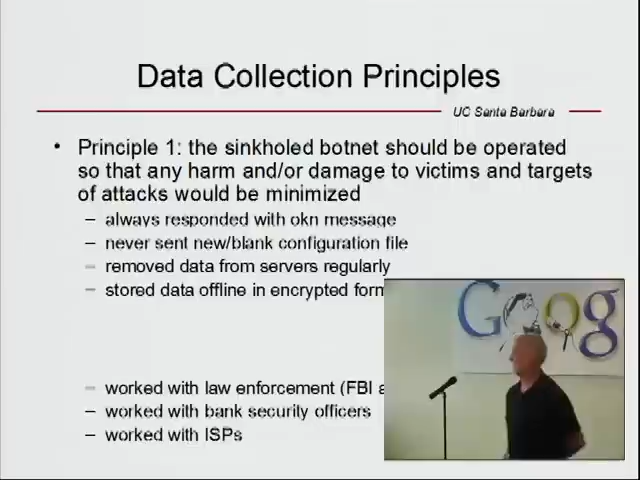 Data Collection Principles
UC Santa Barbara
• Principle 1: the sinkholed botnet should be operated
so that any harm and/or damage to victims and targets
of attacks would be minimized
– always responded with okn message
– never sent new/blank configuration file
– removed data from servers regularly
– stored data offline in encrypted form
– worked with law enforcement (FBI a
– worked with bank security officers
– worked with ISPs
Goog